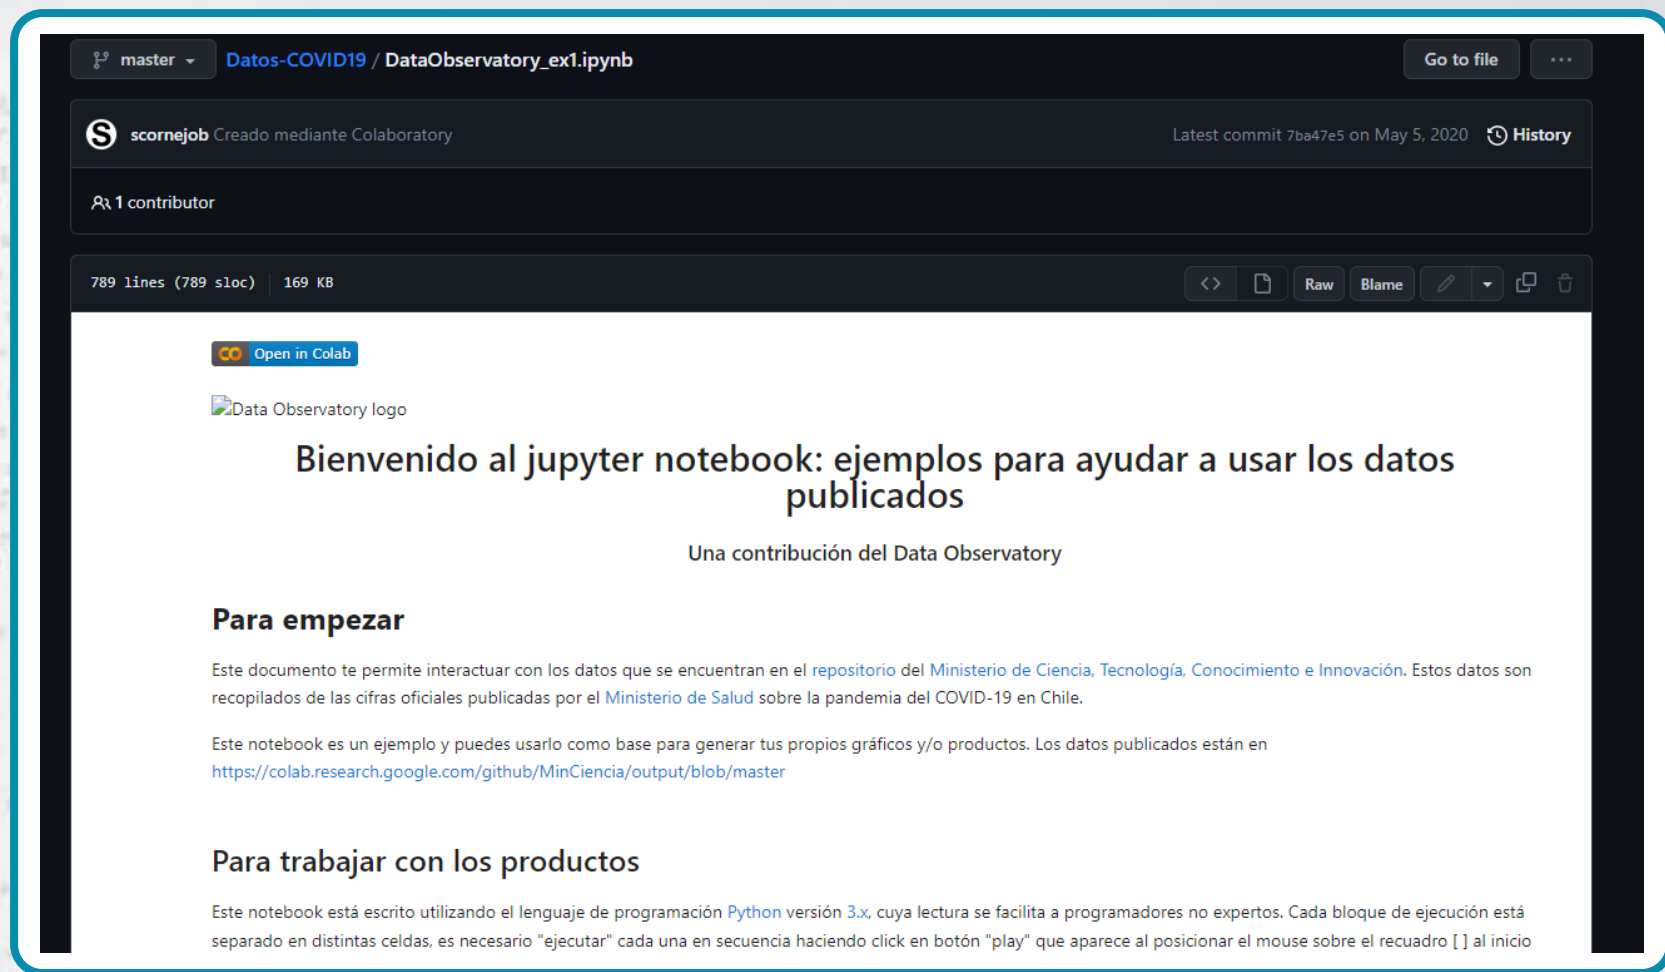 master Datos-COVID19 / DataObservatory_ex1.ipynb Go to file ...
S scornejob Creado mediante Colaboratory Latest commit 7ba47e5 on May 5, 2020 History
1 contributor
789 lines (789 sloc) 169 KB <> Raw Blame
CO Open in Colab
Data Observatory logo
Bienvenido al jupyter notebook: ejemplos para ayudar a usar los datos
publicados
Una contribución del Data Observatory
Para empezar
Este documento te permite interactuar con los datos que se encuentran en el repositorio del Ministerio de Ciencia, Tecnología, Conocimiento e Innovación. Estos datos son
recopilados de las cifras oficiales publicadas por el Ministerio de Salud sobre la pandemia del COVID-19 en Chile.
Este notebook es un ejemplo y puedes usarlo como base para generar tus propios gráficos y/o productos. Los datos publicados están en
https://colab.research.google.com/github/MinCiencia/output/blob/master
Para trabajar con los productos
Este notebook está escrito utilizando el lenguaje de programación Python versión 3.x, cuya lectura se facilita a programadores no expertos. Cada bloque de ejecución está
separado en distintas celdas, es necesario "ejecutar" cada una en secuencia haciendo click en botón "play" que aparece al posicionar el mouse sobre el recuadro [ ] al inicio